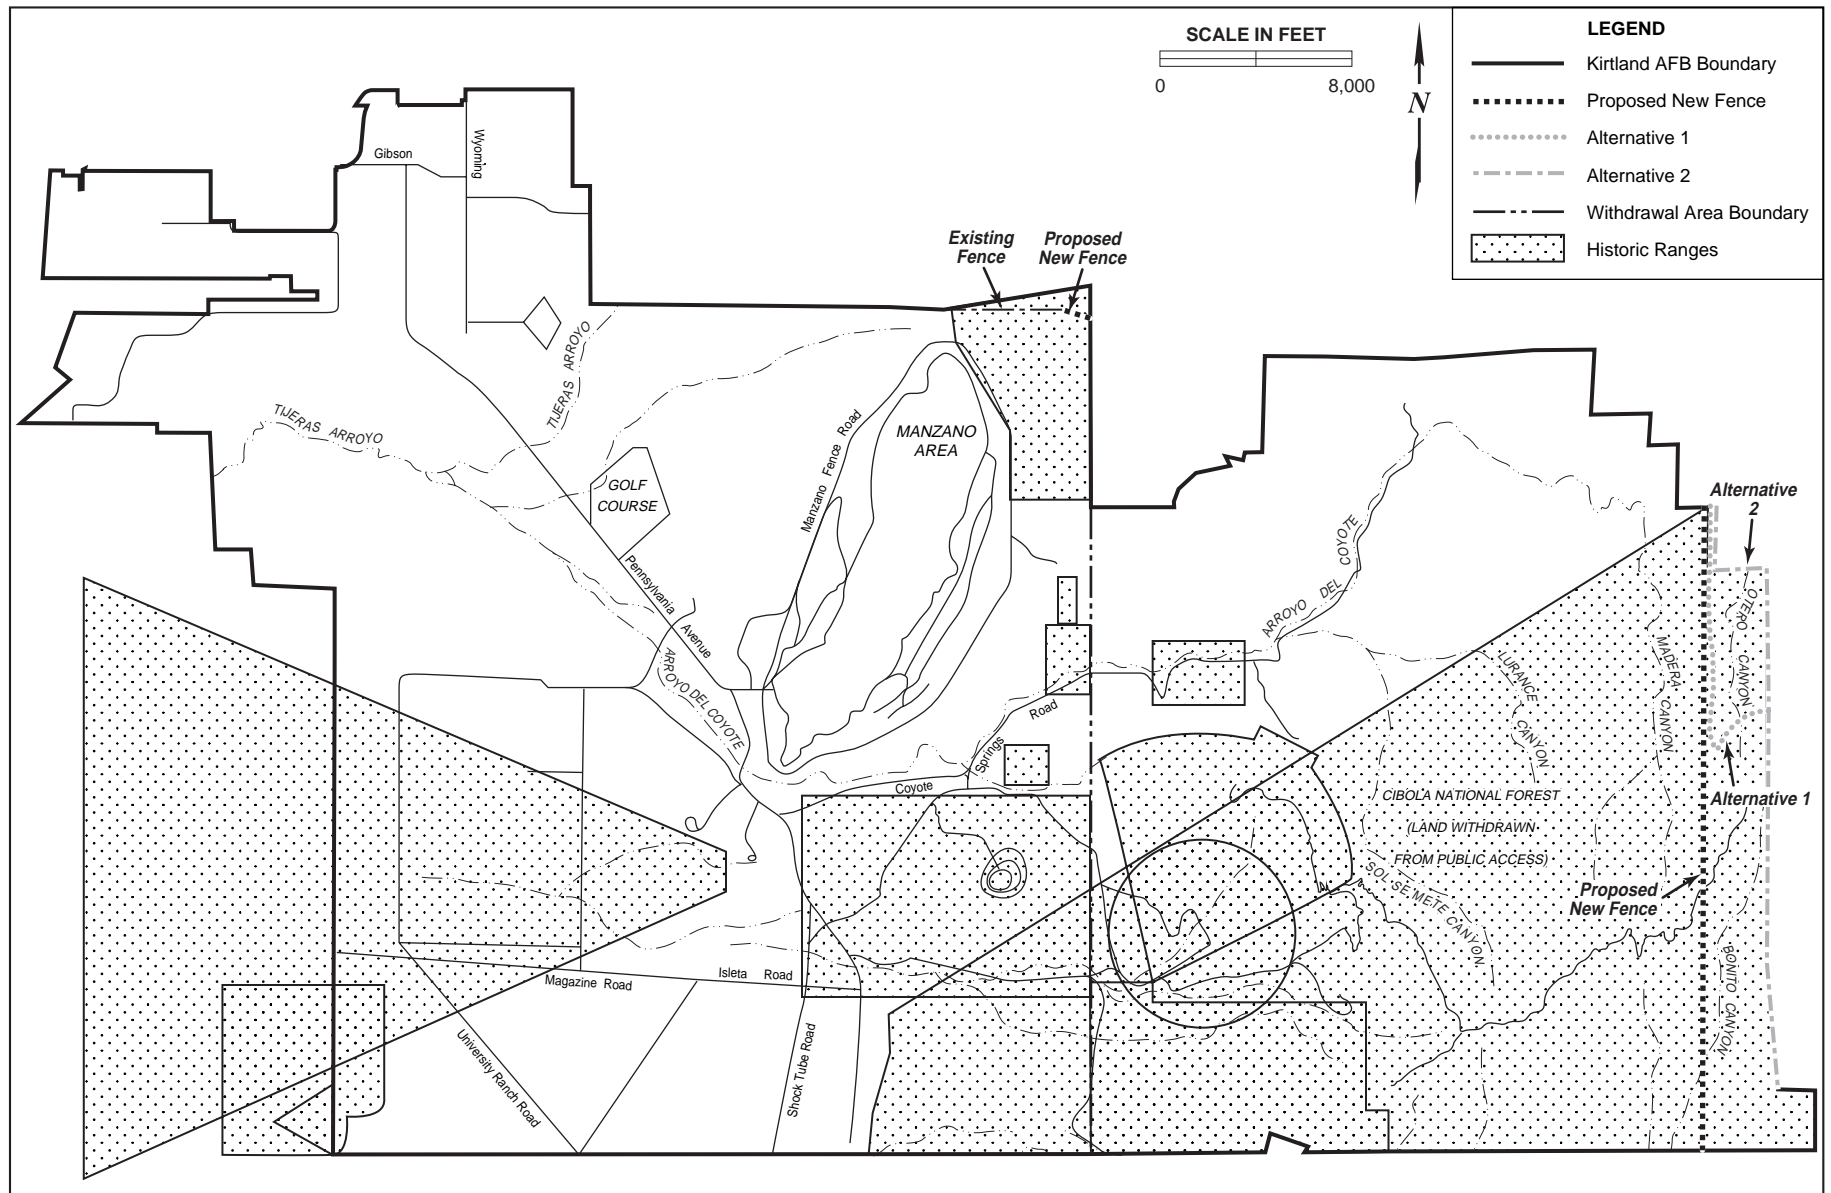 SCALE IN FEET
0 8,000
N
LEGEND
Kirtland AFB Boundary
Proposed New Fence
Alternative 1
Alternative 2
Withdrawal Area Boundary
Historic Ranges
Gibson
Wyoming
Existing
Fence
Proposed
New Fence
TIJERAS ARROYO
TIJERAS ARROYO
GOLF
COURSE
Manzano Fence Road
MANZANO
AREA
Pennsylvania Avenue
ARROYO DEL COYOTE
ARROYO DEL COYOTE
Coyote Springs Road
Alternative
2
OTERO CANYON
MADERA CANYON
LURANCE CANYON
Alternative 1
CIBOLA NATIONAL FOREST
(LAND WITHDRAWN
FROM PUBLIC ACCESS)
SOL SE METE CANYON
Proposed
New Fence
BONITO CANYON
Isleta Road
Magazine Road
University Ranch Road
Shock Tube Road